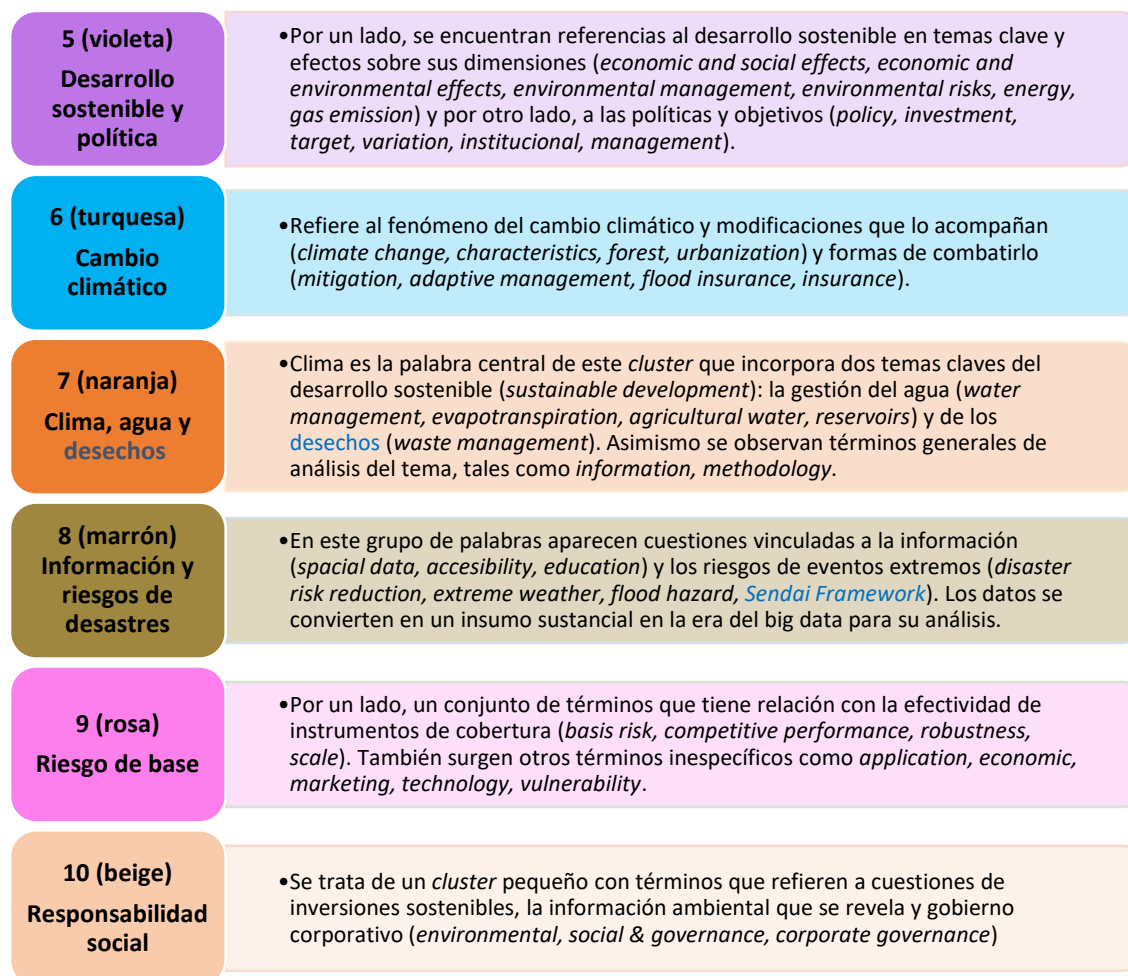 5 (violeta)
Desarrollo
sostenible y
política
•Por un lado, se encuentran referencias al desarrollo sostenible en temas clave y
efectos sobre sus dimensiones (economic and social effects, economic and
environmental effects, environmental management, environmental risks, energy,
gas emission) y por otro lado, a las políticas y objetivos (policy, investment,
target, variation, institucional, management).
6 (turquesa)
Cambio
climático
•Refiere al fenómeno del cambio climático y modificaciones que lo acompañan
(climate change, characteristics, forest, urbanization) y formas de combatirlo
(mitigation, adaptive management, flood insurance, insurance).
7 (naranja)
Clima, agua y
desechos
•Clima es la palabra central de este cluster que incorpora dos temas claves del
desarrollo sostenible (sustainable development): la gestión del agua (water
management, evapotranspiration, agricultural water, reservoirs) y de los
desechos (waste management). Asimismo se observan términos generales de
análisis del tema, tales como information, methodology.
8 (marrón)
Información y
riesgos de
desastres
•En este grupo de palabras aparecen cuestiones vinculadas a la información
(spacial data, accesibility, education) y los riesgos de eventos extremos (disaster
risk reduction, extreme weather, flood hazard, Sendai Framework). Los datos se
convierten en un insumo sustancial en la era del big data para su análisis.
9 (rosa)
Riesgo de base
•Por un lado, un conjunto de términos que tiene relación con la efectividad de
instrumentos de cobertura (basis risk, competitive performance, robustness,
scale). También surgen otros términos inespecíficos como application, economic,
marketing, technology, vulnerability.
10 (beige)
Responsabilidad
social
•Se trata de un cluster pequeño con términos que refieren a cuestiones de
inversiones sostenibles, la información ambiental que se revela y gobierno
corporativo (environmental, social & governance, corporate governance)